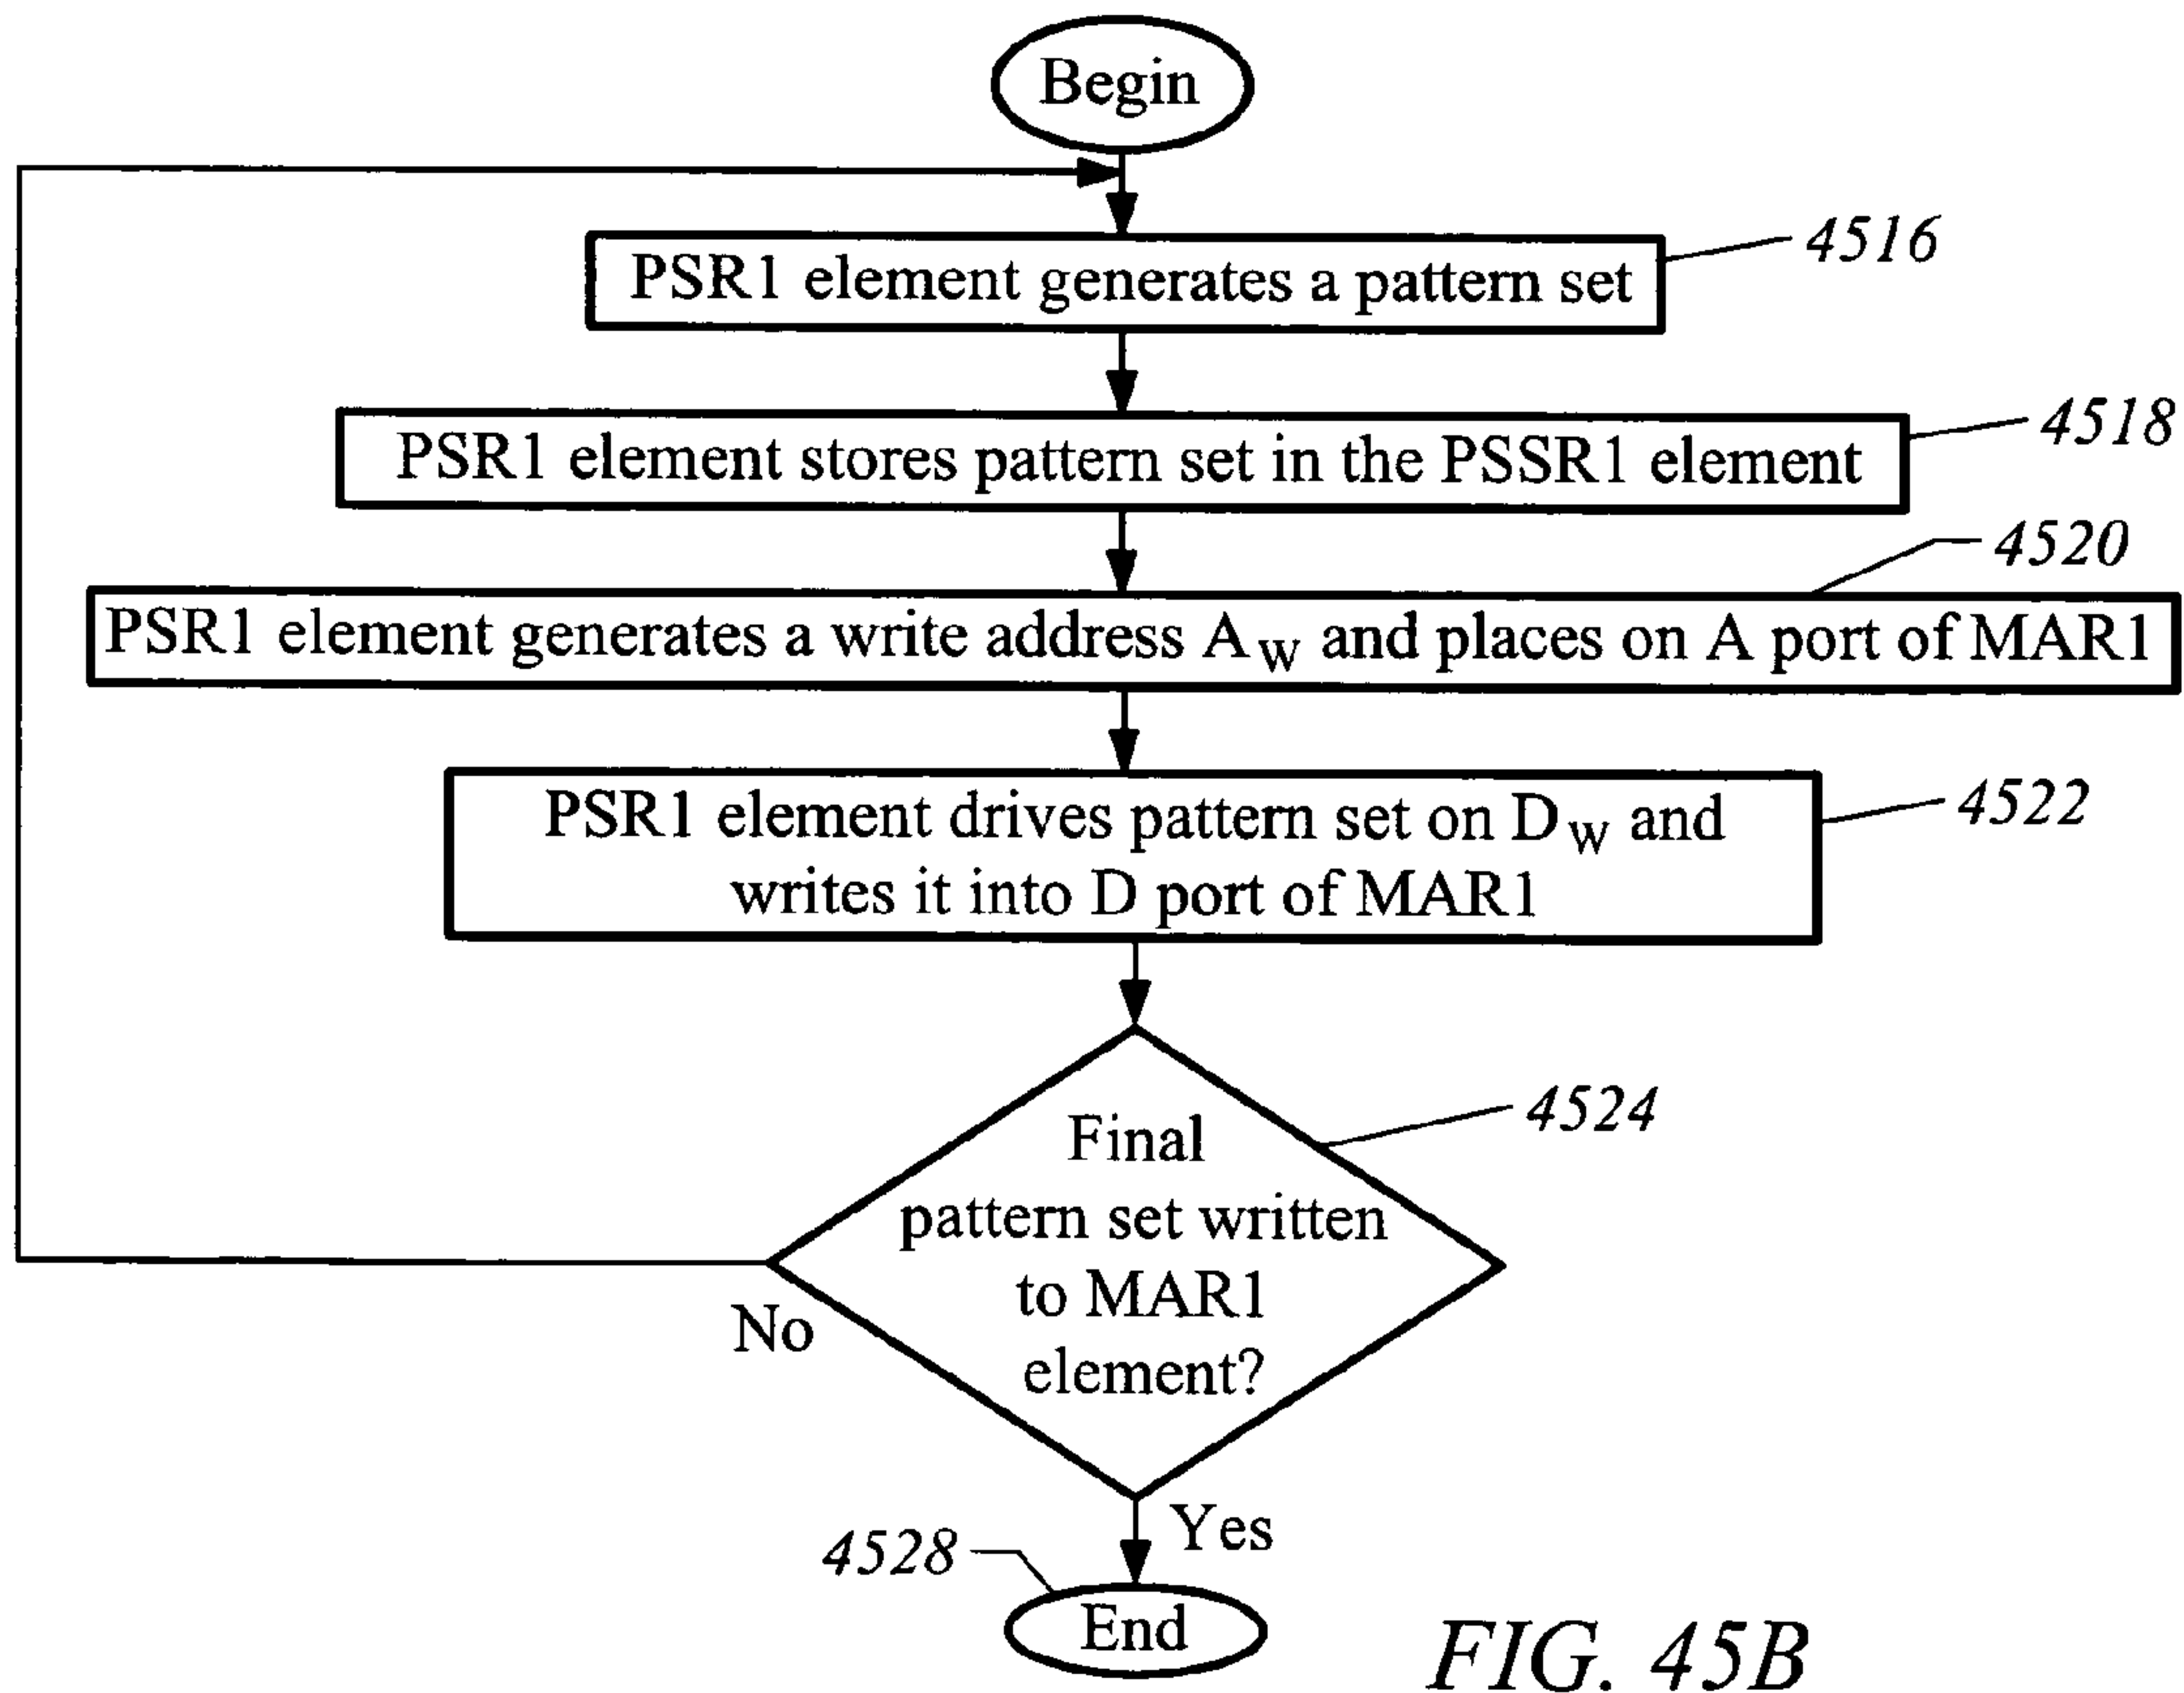 Begin
PSR1 element generates a pattern set
4516
PSR1 element stores pattern set in the PSSR1 element
4518
4520
PSR1 element generates a write address A W and places on A port of MAR1
PSR1 element drives pattern set on D W and
writes it into D port of MAR1
4522
4524
Final
pattern set written
to MAR1
element?
No
Yes
4528
End
FIG. 45B